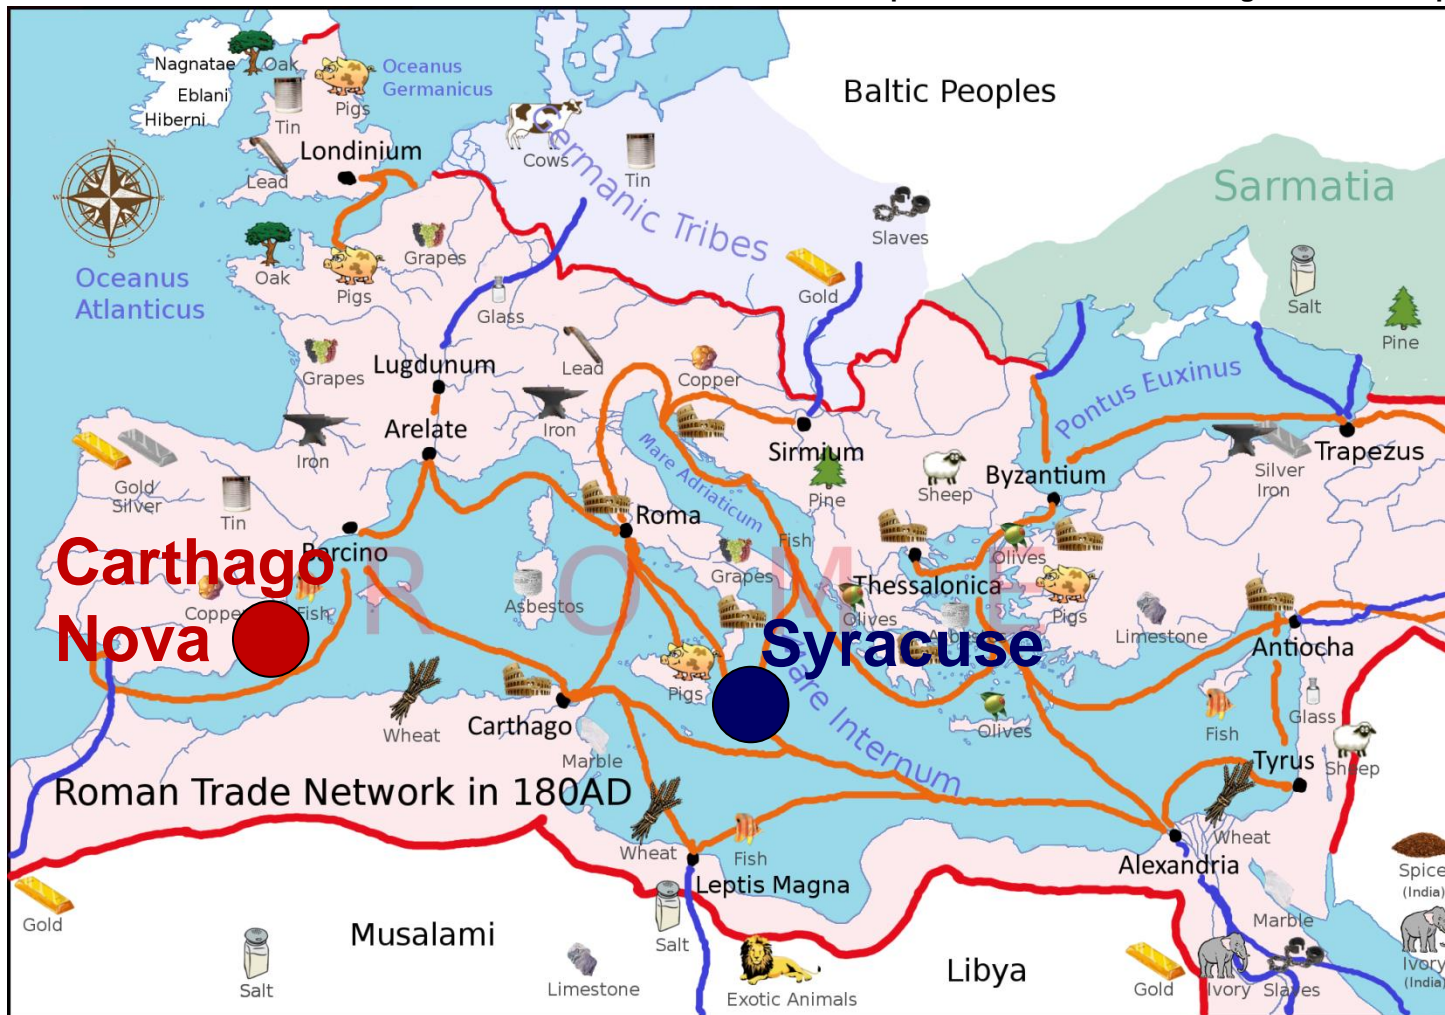 Nagnatae
Oak
Oceanus
Germanicus
Eblani
Pigs
Baltic Peoples
Hiberni
Tin
Londinium
Cows
Germanic Tribes
Tin
Lead
Sarmatia
Slaves
Oak
Grapes
Oceanus
Atlanticus
Pigs
Gold
Salt
Glass
Pine
Lugdunum
Grapes
Lead
Copper
Pontus Euxinus
Arelate
Iron
Iron
Sirmium
Trapezus
Mare Adriaticum
Sheep
Byzantium
Silver
Iron
Gold
Silver
Tin
Pine
Roma
Fish
Olives
Carthago
Barcino
ROME
Grapes
Thessalonica
Copper
Fish
Asbestos
Olives
Pigs
Limestone
Nova
Syracuse
Antiocha
Mare Internum
Pigs
Wheat
Carthago
Olives
Fish
Glass
Marble
Tyrus
Sheep
Roman Trade Network in 180AD
Wheat
Wheat
Fish
Alexandria
Spice
(India)
Leptis Magna
Gold
Marble
Musalami
Salt
Libya
Ivory
(India)
Salt
Limestone
Exotic Animals
Gold
Ivory
Slaves